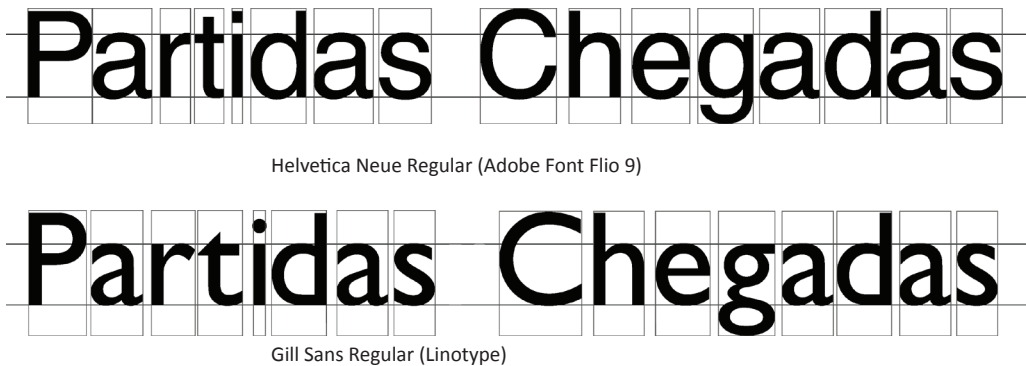 Partidas Chegadas
Helvetica Neue Regular (Adobe Font Flio 9)
Partidas Chegadas
Gill Sans Regular (Linotype)